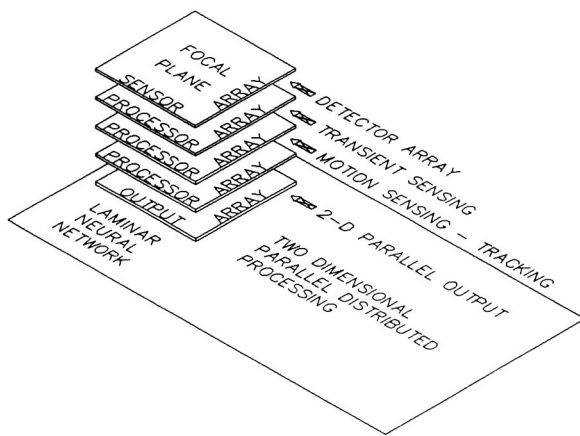 FOCAL
PLANE
SENSOR ARRAY
PROCESSOR ARRAY
PROCESSOR ARRAY
PROCESSOR ARRAY
OUTPUT ARRAY
DETECTOR ARRAY
TRANSIENT SENSING
MOTION SENSING - TRACKING
2-D PARALLEL OUTPUT
LAMINAR
NEURAL
NETWORK
TWO DIMENSIONAL
PARALLEL DISTRIBUTED
PROCESSING